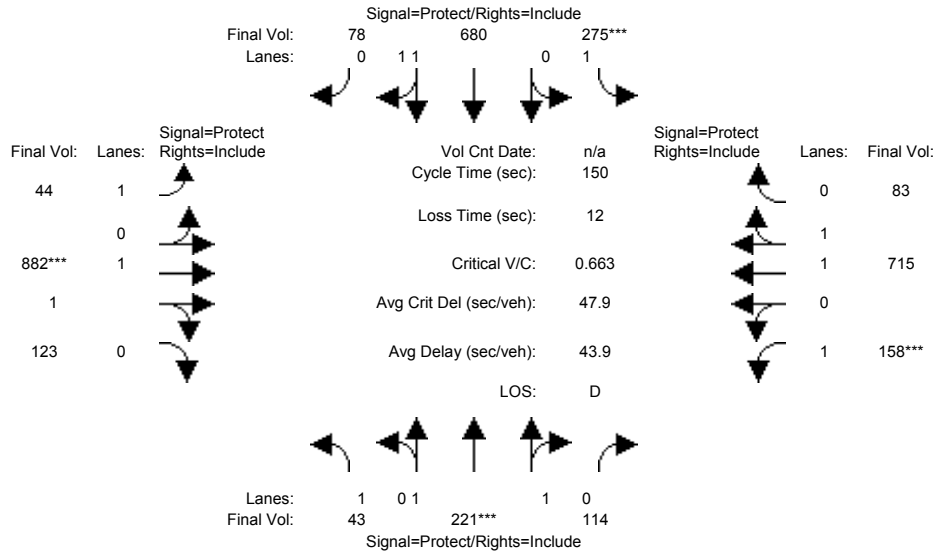 Signal=Protect/Rights=Include
Final Vol: 78 680 275***
Lanes: 0 1 1 0 1
Signal=Protect Signal=Protect
Final Vol: Lanes: Rights=Include Vol Cnt Date: n/a Rights=Include Lanes: Final Vol:
Cycle Time (sec): 150
44 1 0 83
Loss Time (sec): 12
0 1
882*** 1 Critical V/C: 0.663 1 715
1 Avg Crit Del (sec/veh): 47.9 0
123 0 Avg Delay (sec/veh): 43.9 1 158***
LOS: D
Lanes: 1 0 1 1 0
Final Vol: 43 221*** 114
Signal=Protect/Rights=Include